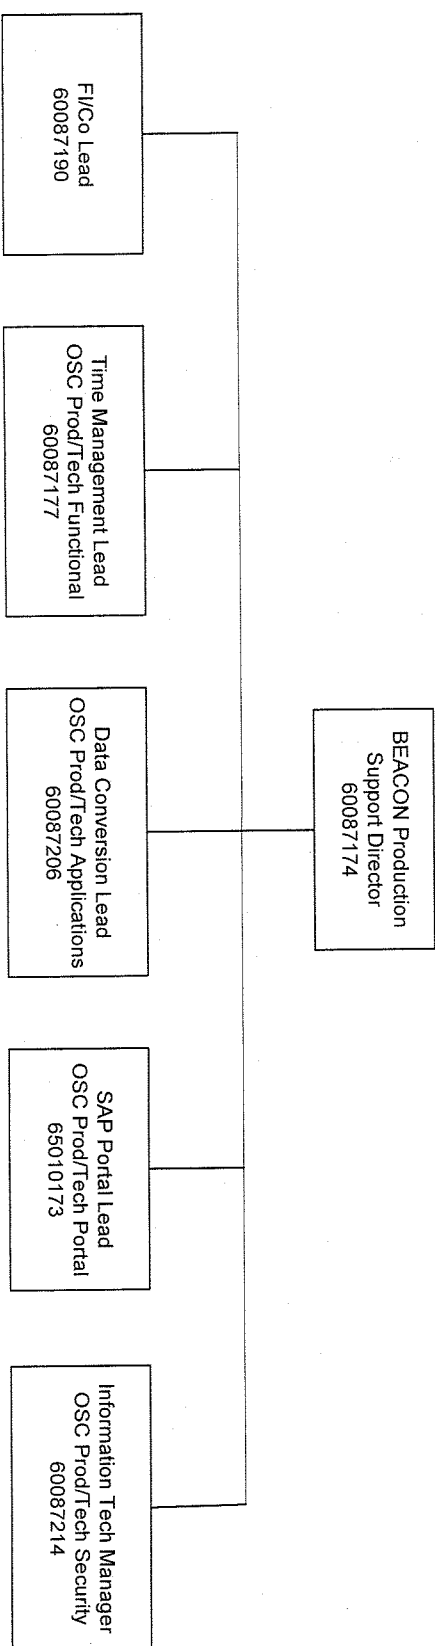 BEACON Production
Support Director
60087174
FI/Co Lead
60087190
Time Management Lead
OSC Prod/Tech Functional
60087177
Data Conversion Lead
OSC Prod/Tech Applications
60087206
SAP Portal Lead
OSC Prod/Tech Portal
65010173
Information Tech Manager
OSC Prod/Tech Security
60087214